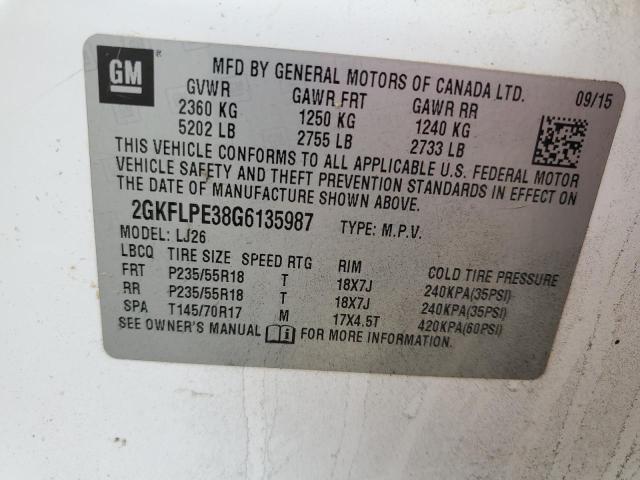 GM
MFD BY GENERAL MOTORS OF CANADA LTD. 09/15
GVWR GAWR FRT GAWR RR
2360 KG 1250 KG 1240 KG
5202 LB 2755 LB 2733 LB
THIS VEHICLE CONFORMS TO ALL APPLICABLE U.S. FEDERAL MOTOR
VEHICLE SAFETY AND THEFT PREVENTION STANDARDS IN EFFECT ON
THE DATE OF MANUFACTURE SHOWN ABOVE.
2GKFLPE38G6135987 TYPE: M.P.V.
MODEL: LJ26
LBCQ TIRE SIZE SPEED RTG RIM COLD TIRE PRESSURE
FRT P235/55R18 T 18X7J 240KPA(35PSI)
RR P235/55R18 T 18X7J 240KPA(35PSI)
SPA T145/70R17 M 17X4.5T 420KPA(60PSI)
SEE OWNER'S MANUAL FOR MORE INFORMATION.